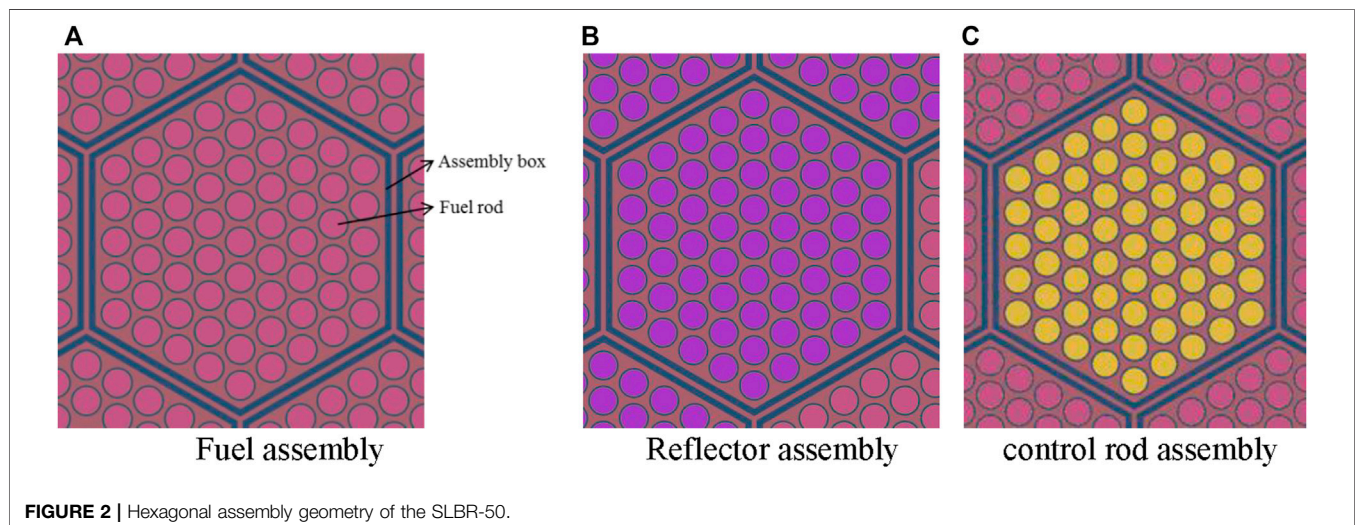 A
B
C
Assembly box
Fuel rod
Fuel assembly
Reflector assembly
control rod assembly
FIGURE 2 | Hexagonal assembly geometry of the SLBR-50.